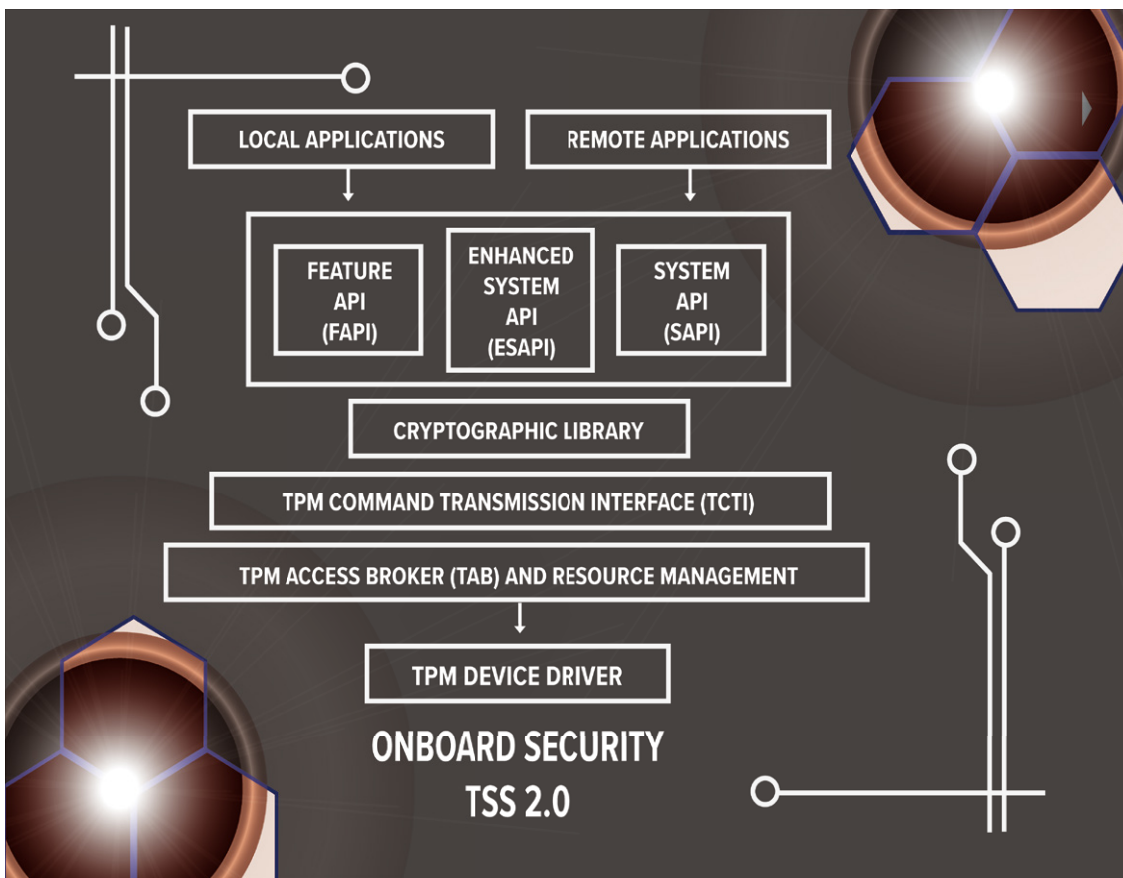 LOCAL APPLICATIONS
REMOTE APPLICATIONS
FEATURE
API
(FAPI)
ENHANCED
SYSTEM
API
(ESAPI)
SYSTEM
API
(SAPI)
CRYPTOGRAPHIC LIBRARY
TPM COMMAND TRANSMISSION INTERFACE (TCTI)
TPM ACCESS BROKER (TAB) AND RESOURCE MANAGEMENT
TPM DEVICE DRIVER
ONBOARD SECURITY
TSS 2.0